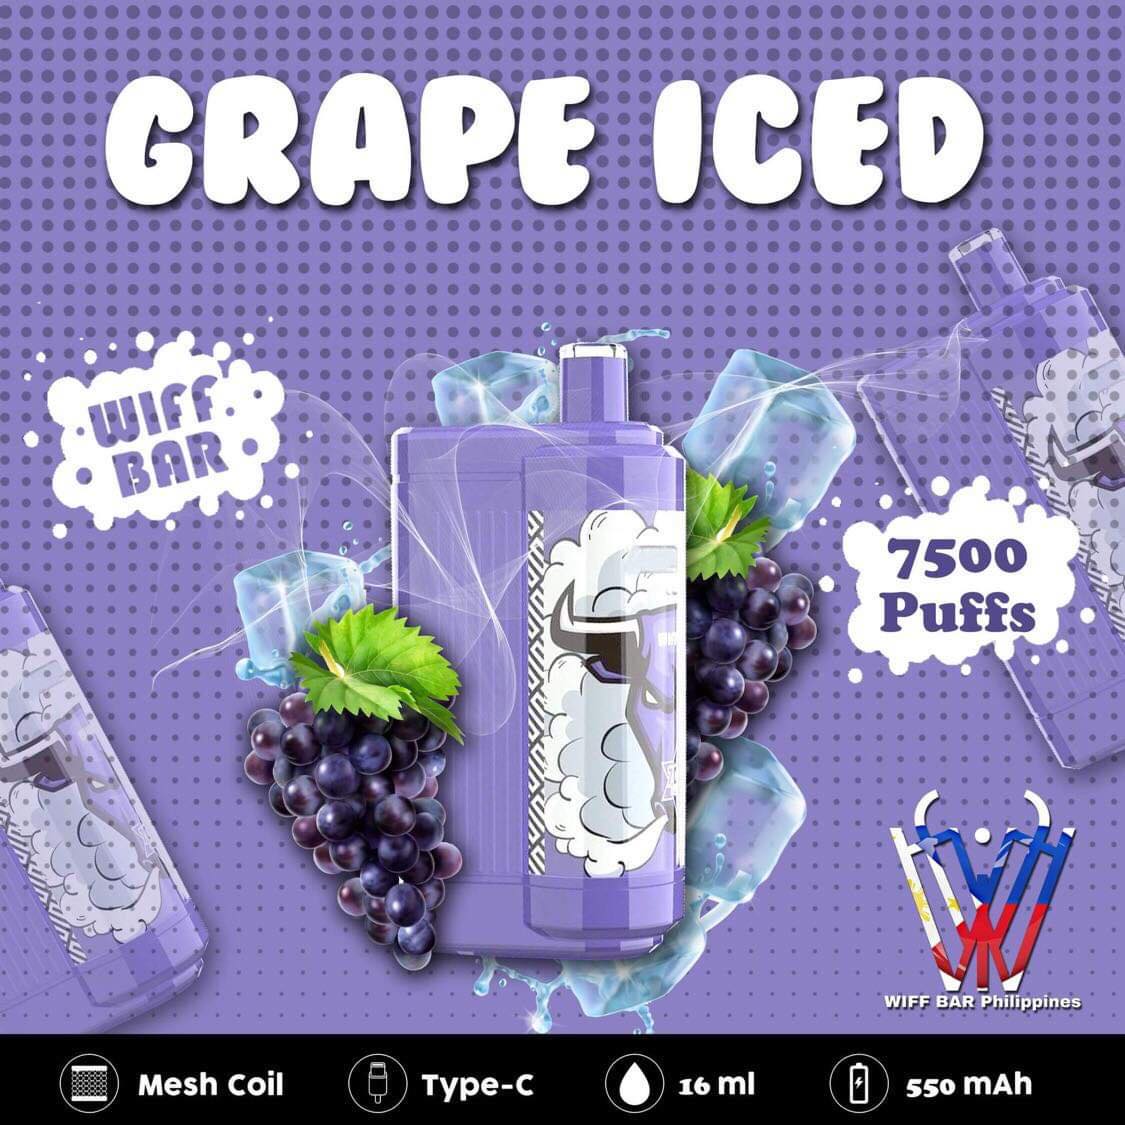 GRAPE ICED
WIFF
BAR
7500
Puffs
WIFF BAR Philippines
Mesh Coil
Type-C
16 ml
550 mAh